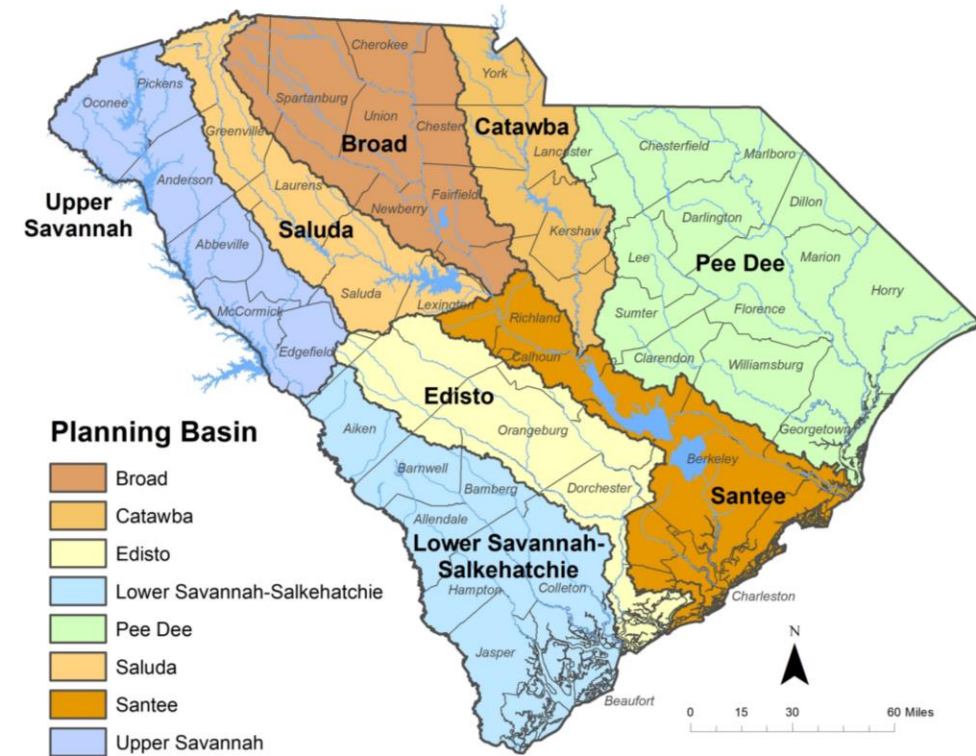 Cherokee
York
Pickens
Oconee
Spartanburg
Union
Greenville
Chester
Catawba
Broad
Lancaster
Chesterfield
Marlboro
Anderson
Laurens
Fairfield
Dillon
Upper
Savannah
Newberry
Darlington
Saluda
Abbeville
Kershaw
Lee
Marion
Pee Dee
Saluda
Lexington
Horry
McCormick
Richland
Sumter
Florence
Edgefield
Calhoun
Clarendon
Williamsburg
Edisto
Planning Basin
Aiken
Orangeburg
Georgetown
Barnwell
Berkeley
Broad
Bamberg
Dorchester
Santee
Catawba
Allendale
Edisto
Lower Savannah-
Salkehatchie
Lower Savannah-Salkehatchie
Hampton
Colleton
Charleston
Pee Dee
N
Jasper
Saluda
Beaufort
Santee
0 15 30 60 Miles
Upper Savannah